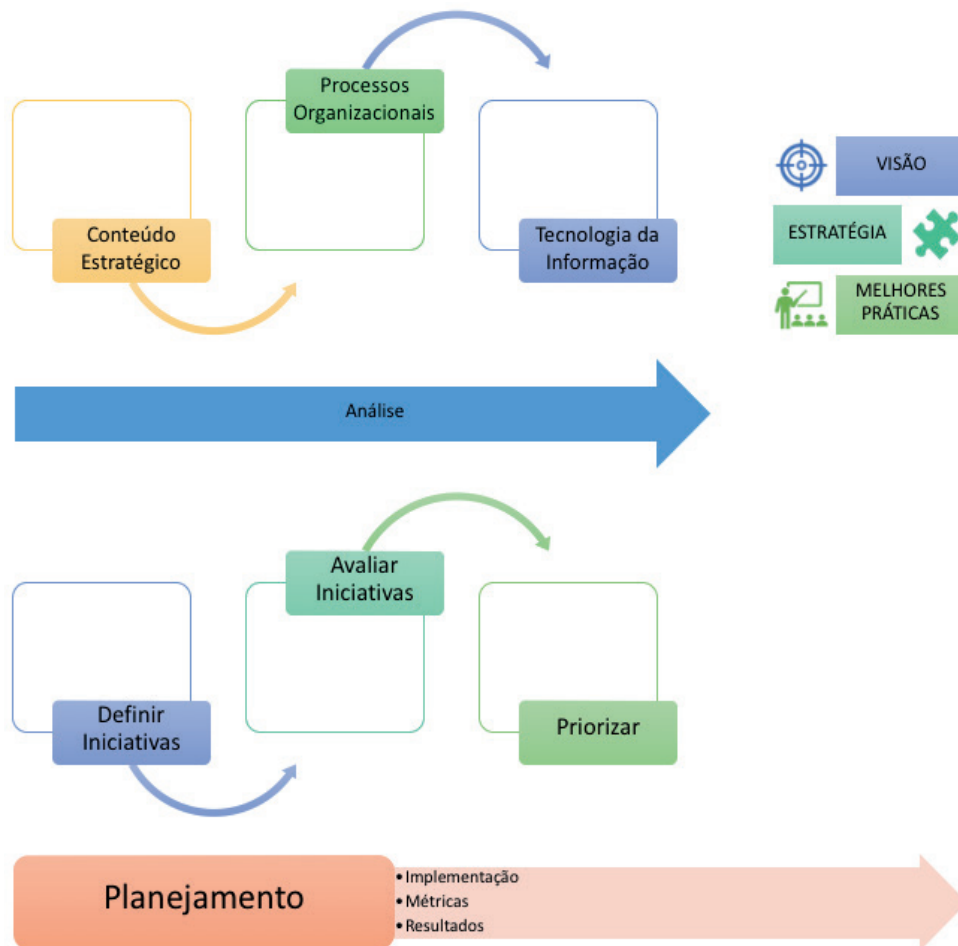 Processos
Organizacionais
Conteúdo
Estratégico
Tecnologia da
Informação
VISÃO
ESTRATÉGIA
MELHORES
PRÁTICAS
Análise
Avaliar
Iniciativas
Definir
Iniciativas
Priorizar
Planejamento
• Implementação
• Métricas
• Resultados